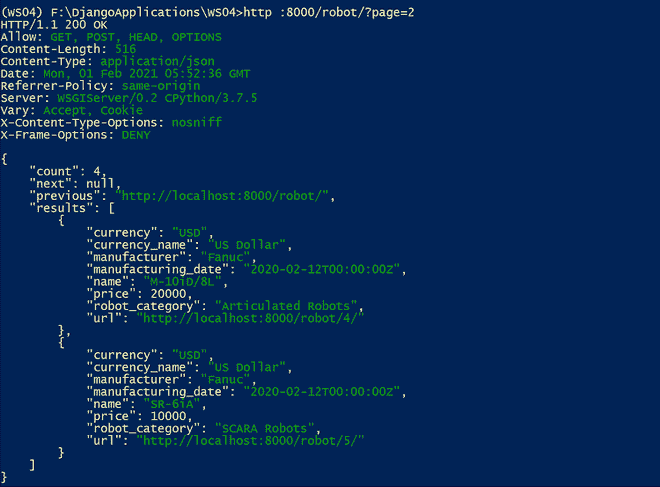 (WS04) F:\DjangoApplications\WS04>http :8000/robot/?page=2
HTTP/1.1 200 OK
Allow: GET, POST, HEAD, OPTIONS
Content-Length: 516
Content-Type: application/json
Date: Mon, 01 Feb 2021 05:52:36 GMT
Referrer-Policy: same-origin
Server: WSGIServer/0.2 CPython/3.7.5
Vary: Accept, Cookie
X-Content-Type-Options: nosniff
X-Frame-Options: DENY

{
    "count": 4,
    "next": null,
    "previous": "http://localhost:8000/robot/",
    "results": [
        {
            "currency": "USD",
            "currency_name": "US Dollar",
            "manufacturer": "Fanuc",
            "manufacturing_date": "2020-02-12T00:00:00Z",
            "name": "M-10iD/8L",
            "price": 20000,
            "robot_category": "Articulated Robots",
            "url": "http://localhost:8000/robot/4/"
        },
        {
            "currency": "USD",
            "currency_name": "US Dollar",
            "manufacturer": "Fanuc",
            "manufacturing_date": "2020-02-12T00:00:00Z",
            "name": "SR-6iA",
            "price": 10000,
            "robot_category": "SCARA Robots",
            "url": "http://localhost:8000/robot/5/"
        }
    ]
}